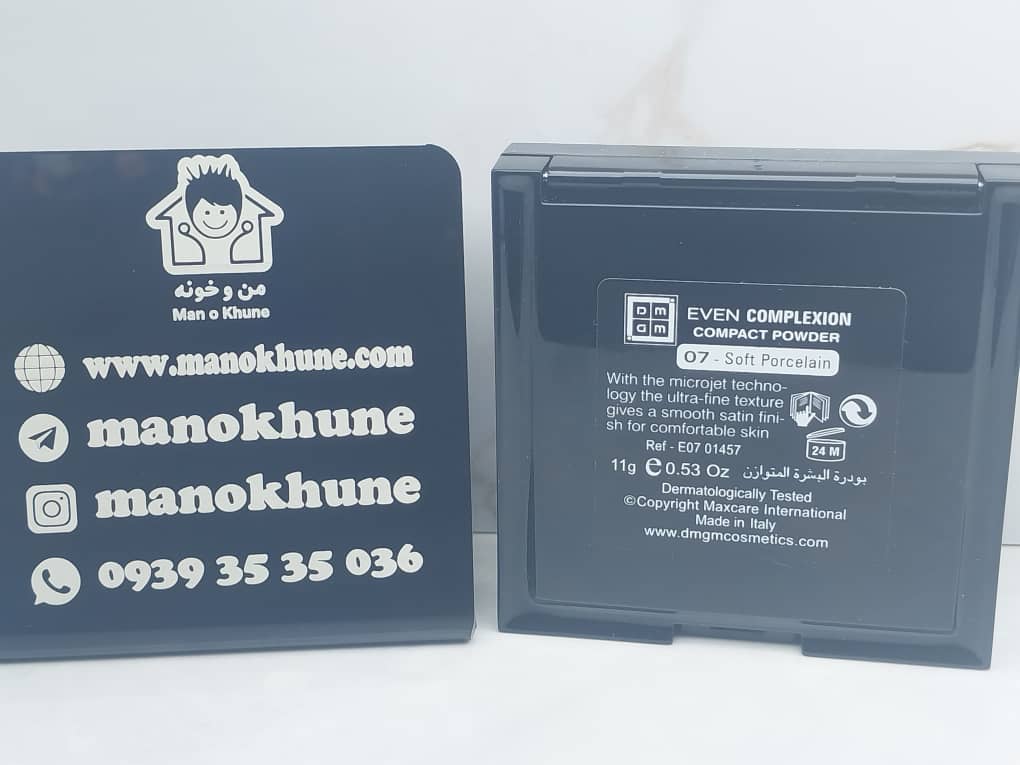 من و خونه
Man o Khune
www.manokhune.com
manokhune
manokhune
0939 35 35 036
DM
GM
EVEN COMPLEXION
COMPACT POWDER
07 - Soft Porcelain
With the microjet techno-
logy the ultra-fine texture
gives a smooth satin fini-
sh for comfortable skin
24 M
Ref - E07 01457
11g e 0.53 Oz بودرة البشرة المتوازن
Dermatologically Tested
©Copyright Maxcare International
Made in Italy
www.dmgmcosmetics.com